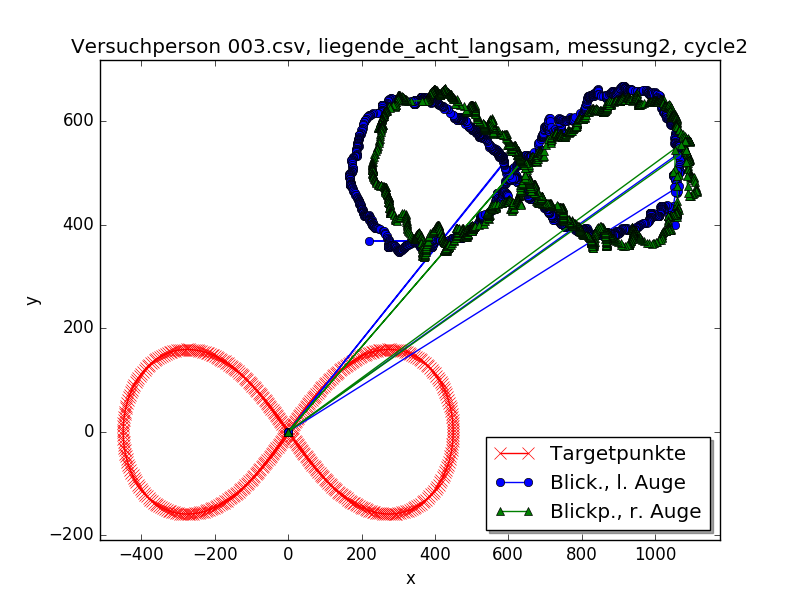 Versuchperson 003.csv, liegende_acht_langsam, messung2, cycle2
600
400
200
0
−200
y
−400
−200
0
200
400
600
800
1000
x
Targetpunkte
Blick., l. Auge
Blickp., r. Auge